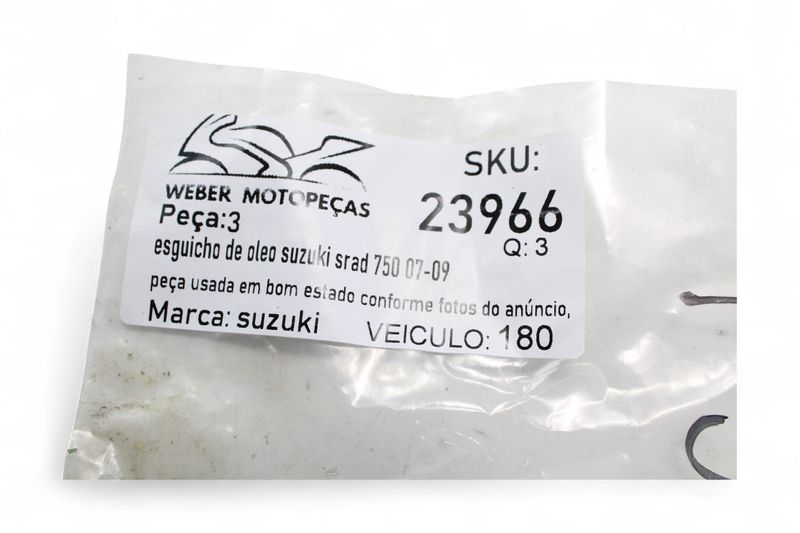 WEBER MOTOPEÇAS
SKU:
23966
Peça:3
Q: 3
esguicho de oleo suzuki srad 750 07-09
peça usada em bom estado conforme fotos do anúncio,
Marca: suzuki
VEICULO: 180